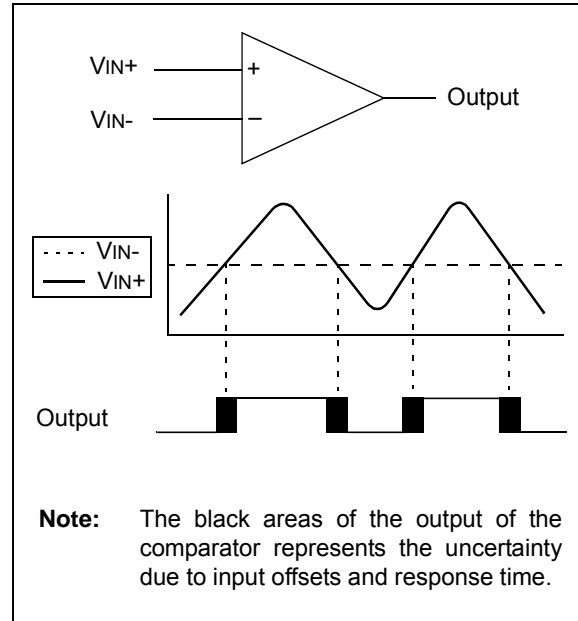 VIN+
+
Output
VIN-
–
VIN-
VIN+
Output
Note: The black areas of the output of the
comparator represents the uncertainty
due to input offsets and response time.